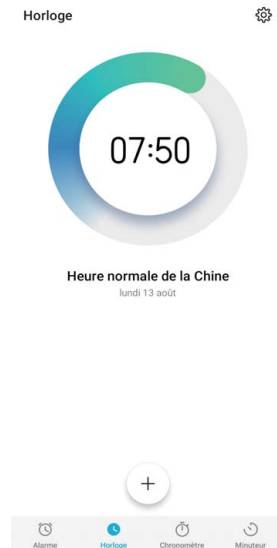 Horloge
07:50
Heure normale de la Chine
lundi 13 août
Alarme
Horloge
Chronomètre
Minuteur